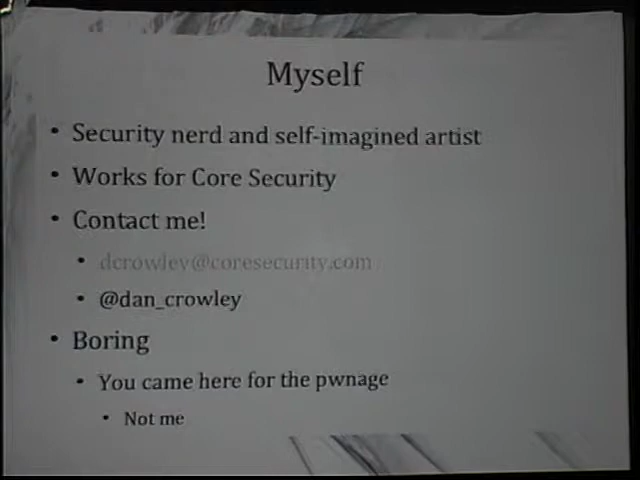 Myself
• Security nerd and self-imagined artist
• Works for Core Security
• Contact me!
• dcrowley@coresecurity.com
• @dan_crowley
• Boring
• You came here for the pwnage
• Not me